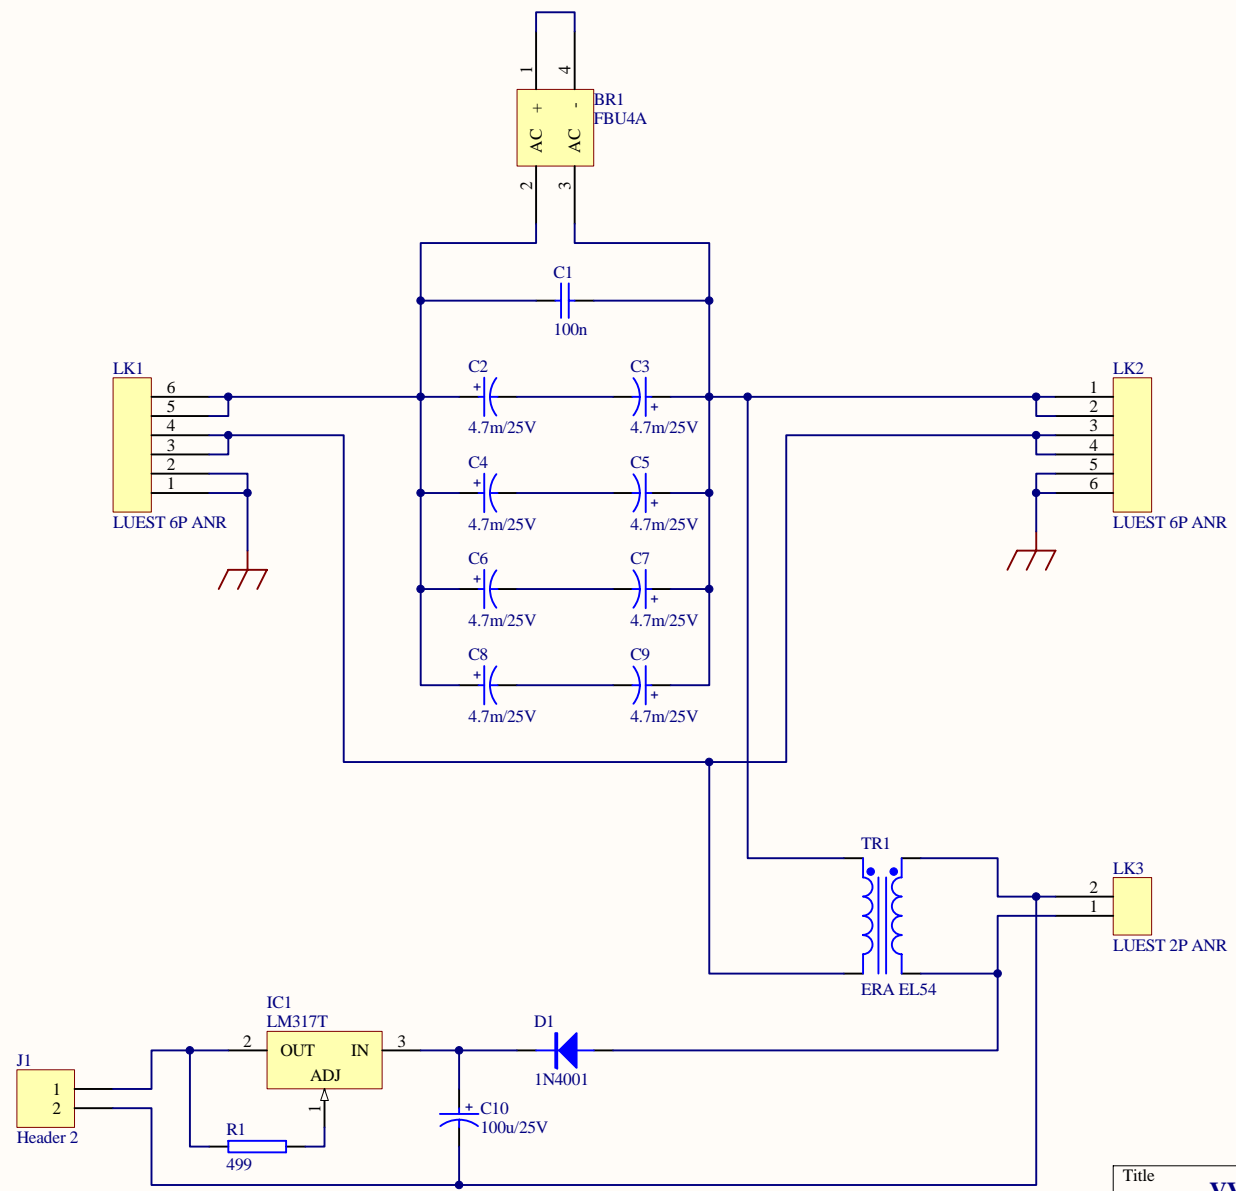 1
4
BR1
FBU4A
+
-
AC
AC
2
3
C1
100n
LK1
6
5
4
3
2
1
LUEST 6P ANR
C2
+
4.7m/25V
C3
+
4.7m/25V
C4
+
4.7m/25V
C5
+
4.7m/25V
C6
+
4.7m/25V
C7
+
4.7m/25V
C8
+
4.7m/25V
C9
+
4.7m/25V
LK2
1
2
3
4
5
6
LUEST 6P ANR
TR1
ERA EL54
LK3
2
1
LUEST 2P ANR
IC1
LM317T
2
OUT
IN
3
ADJ
1
D1
1N4001
J1
1
2
Header 2
R1
499
+
C10
100u/25V
Title